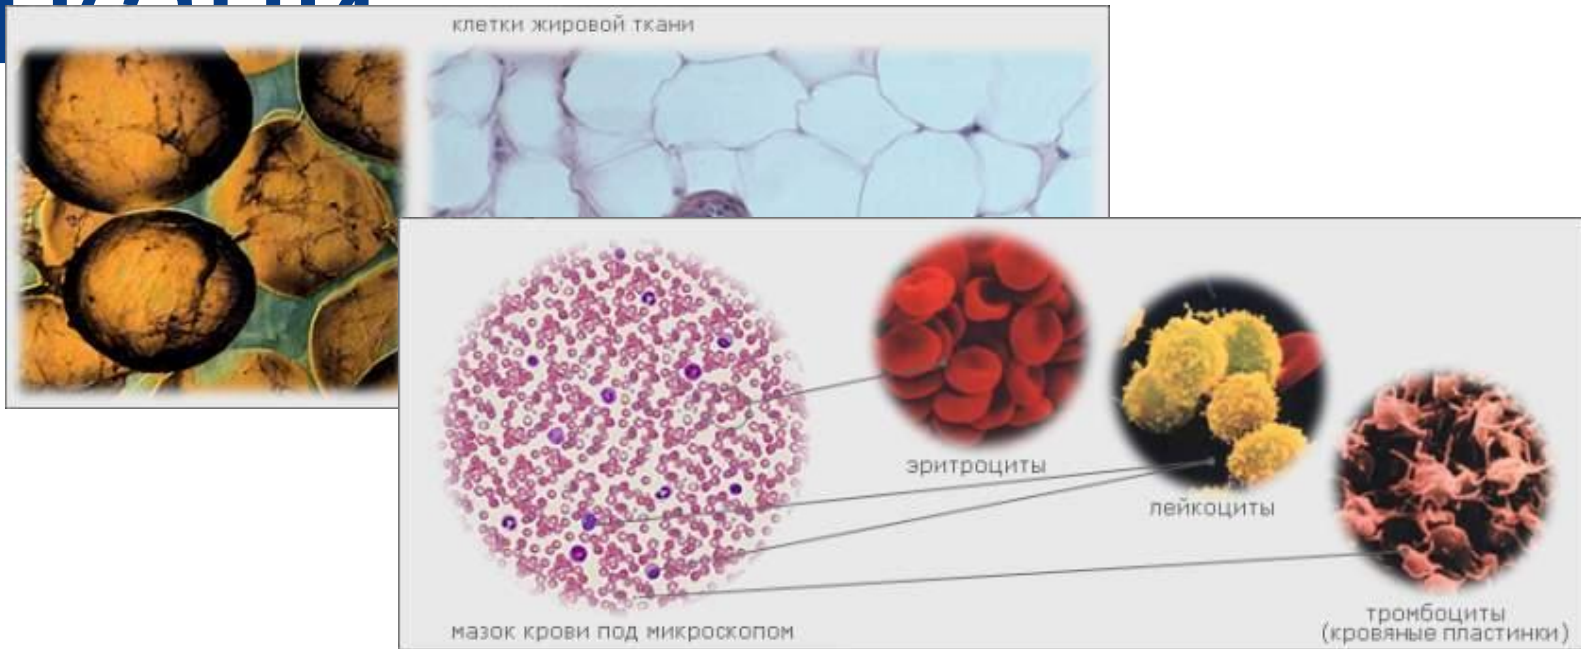 клетки жировой ткани
эритроциты
лейкоциты
тромбоциты
(кровяные пластинки)
мазок крови под микроскопом